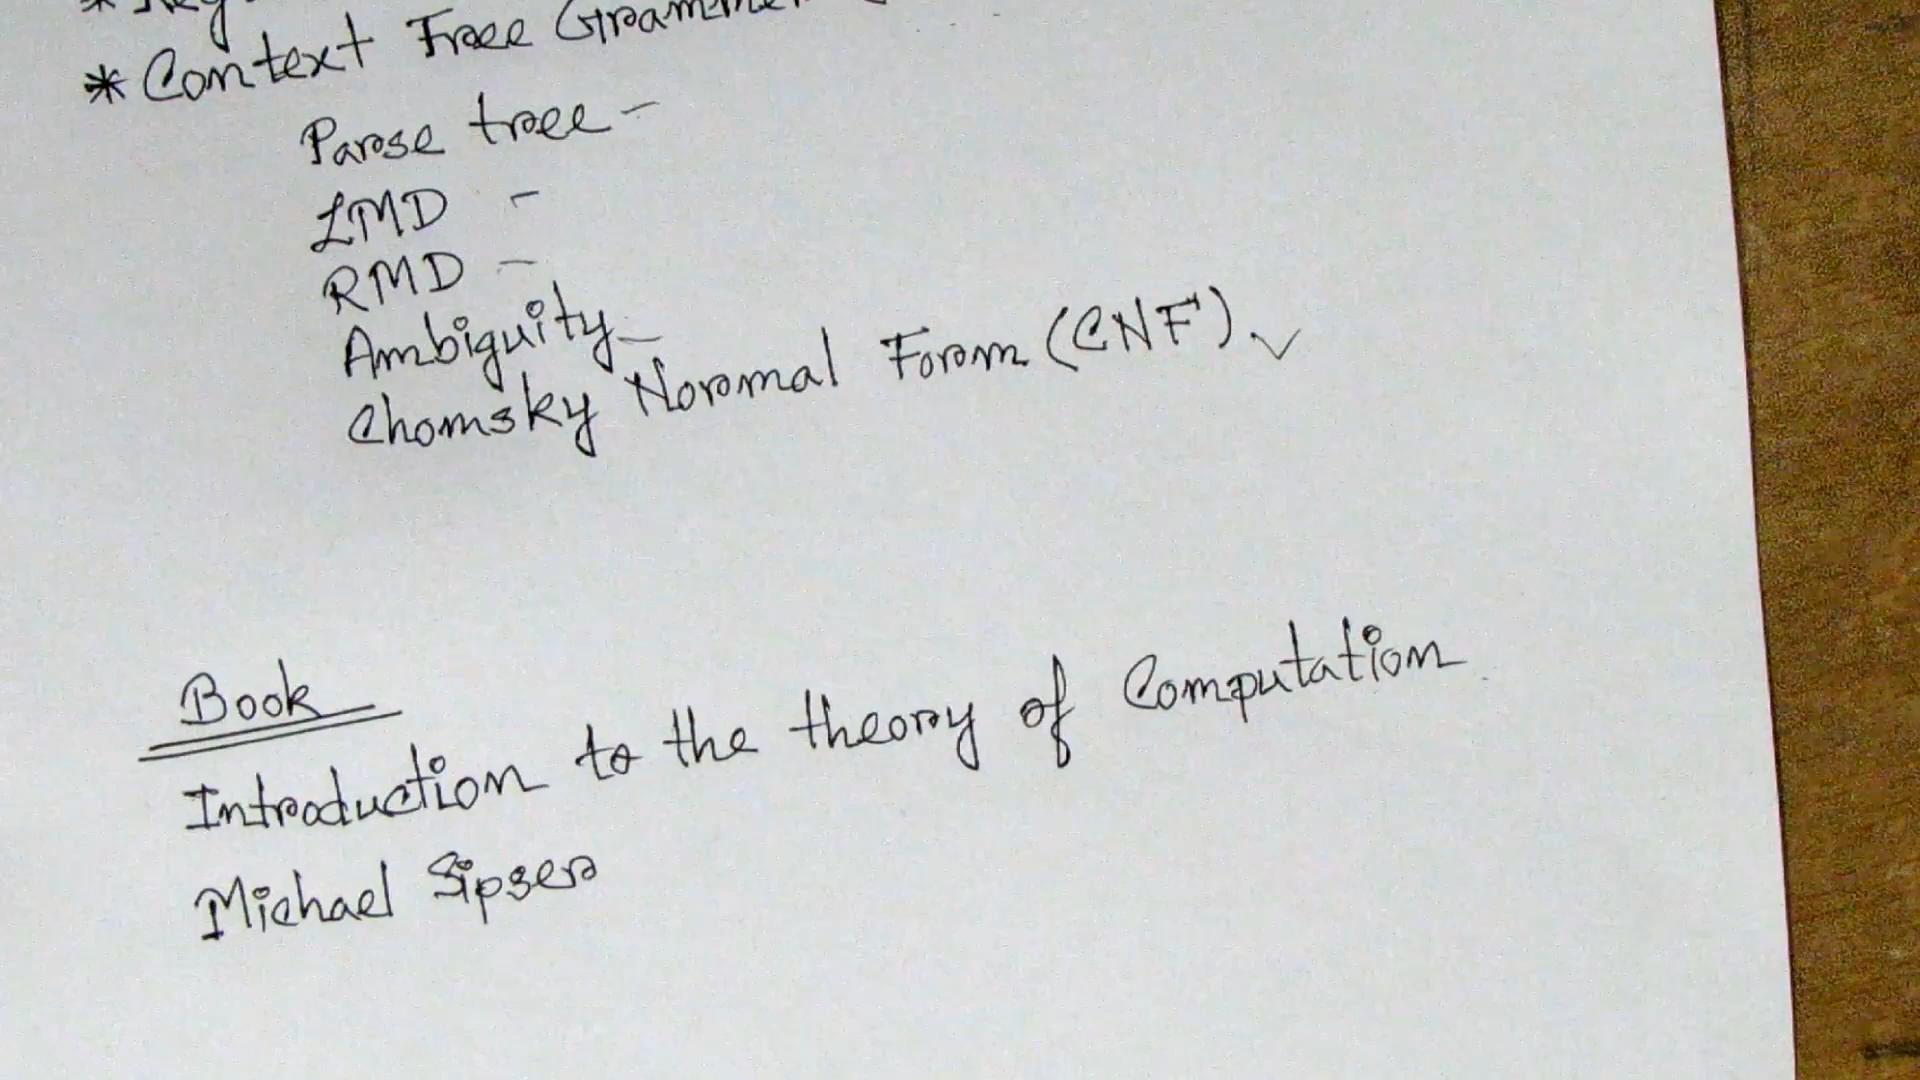 * Context Free Grammer
Parse tree -
LMD -
RMD -
Ambiguity -
Chomsky Normal Form (CNF) ✓
Book
Introduction to the theory of Computation
Michael Sipser